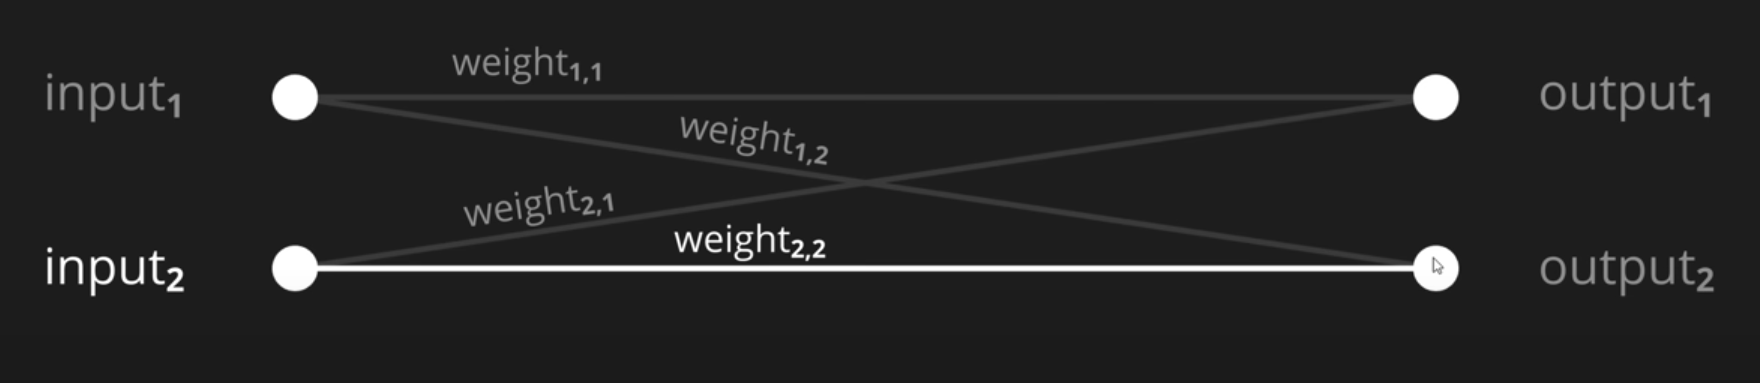 input₁
weight₁,₁
output₁
weight₁,₂
weight₂,₁
input₂
weight₂,₂
output₂